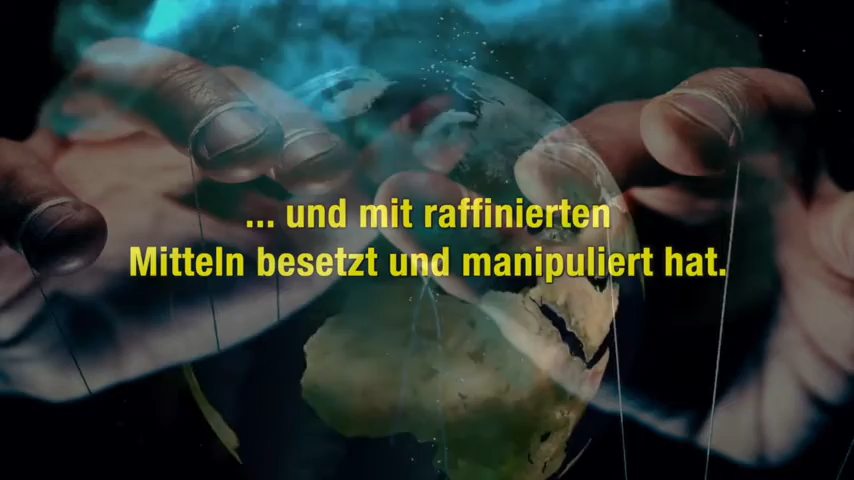 ... und mit raffinierten
Mitteln besetzt und manipuliert hat.